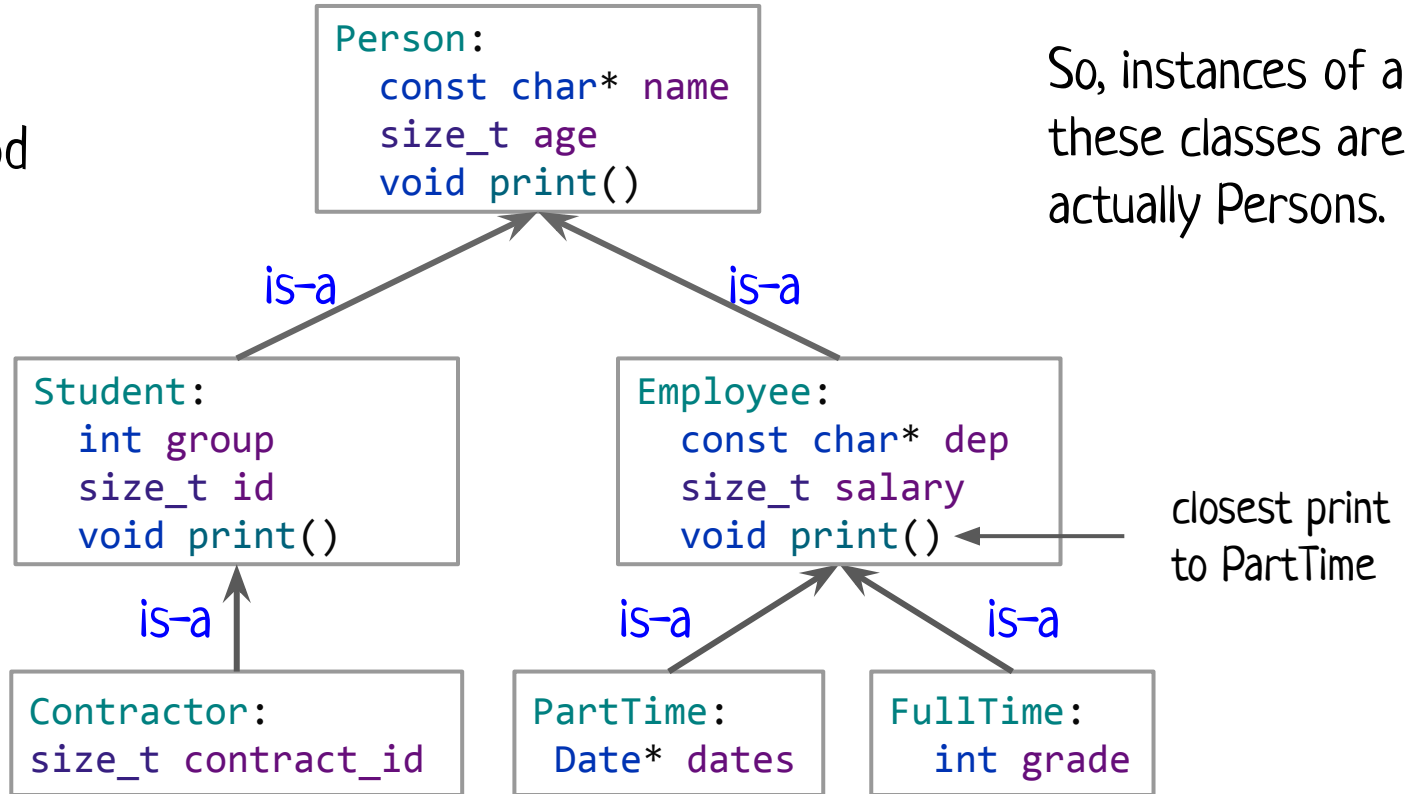 od
Person:
const char* name
size_t age
void print()
So, instances of a
these classes are
actually Persons.
is-a
is-a
Student:
int group
size_t id
void print()
Employee:
const char* dep
size_t salary
void print()
closest print
to PartTime
is-a
is-a
is-a
Contractor:
size_t contract_id
PartTime:
Date* dates
FullTime:
int grade